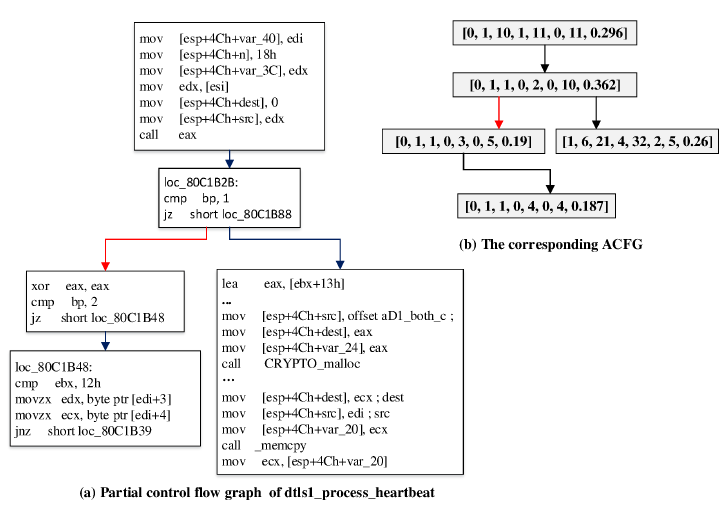 mov [esp+4Ch+var_40], edi
mov [esp+4Ch+n], 18h
mov [esp+4Ch+var_3C], edx
mov edx, [esi]
mov [esp+4Ch+dest], 0
mov [esp+4Ch+src], edx
call eax
loc_80C1B2B:
cmp bp, 1
jz short loc_80C1B88
xor eax, eax
cmp bp, 2
jz short loc_80C1B48
loc_80C1B48:
cmp ebx, 12h
movzx edx, byte ptr [edi+3]
movzx ecx, byte ptr [edi+4]
jnz short loc_80C1B39
lea eax, [ebx+13h]
...
mov [esp+4Ch+src], offset aD1_both_c ;
mov [esp+4Ch+dest], eax
mov [esp+4Ch+var_24], eax
call CRYPTO_malloc
...
mov [esp+4Ch+dest], ecx ; dest
mov [esp+4Ch+src], edi ; src
mov [esp+4Ch+var_20], ecx
call _memcpy
mov ecx, [esp+4Ch+var_20]
(a) Partial control flow graph of dtls1_process_heartbeat
[0, 1, 10, 1, 11, 0, 11, 0.296]
[0, 1, 1, 0, 2, 0, 10, 0.362]
[0, 1, 1, 0, 3, 0, 5, 0.19]
[1, 6, 21, 4, 32, 2, 5, 0.26]
[0, 1, 1, 0, 4, 0, 4, 0.187]
(b) The corresponding ACFG